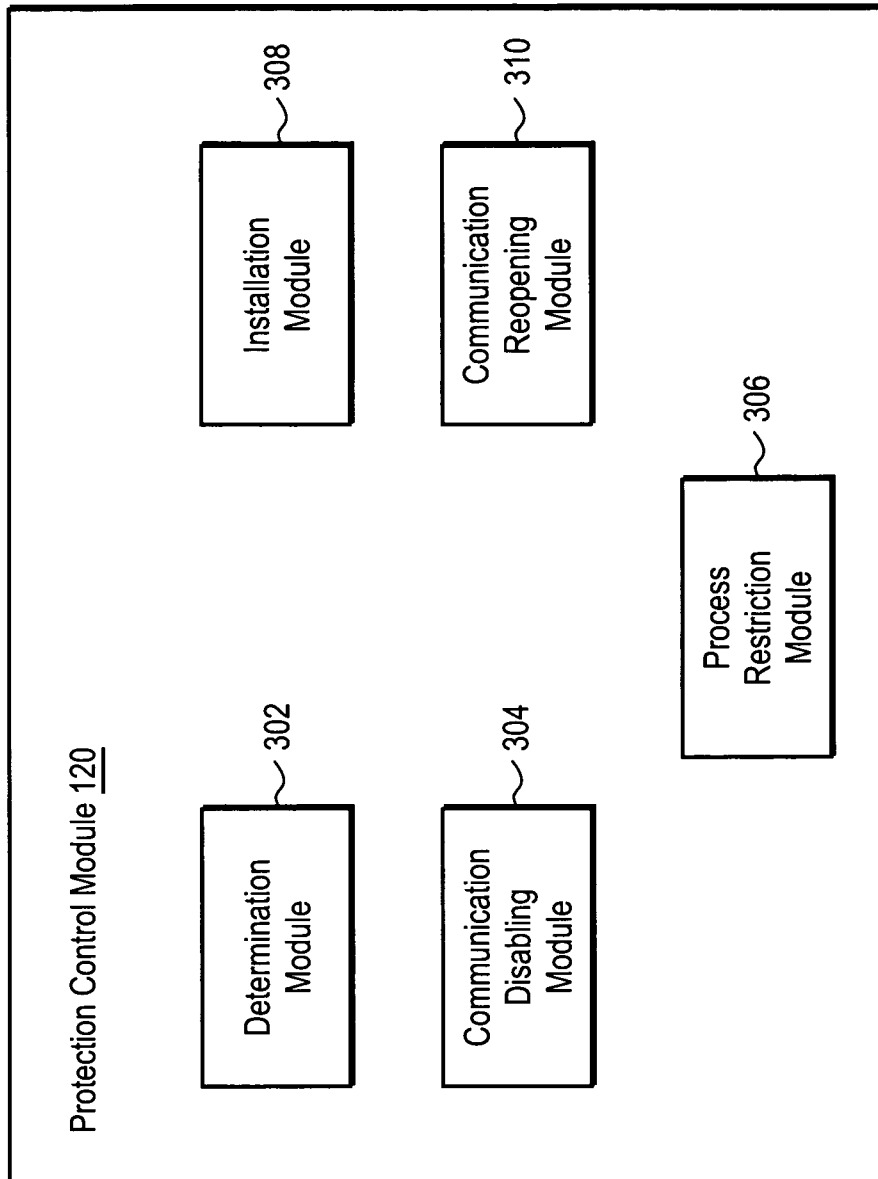 Protection Control Module 120
Determination
Module
302
Installation
Module
308
Communication
Disabling
Module
304
Communication
Reopening
Module
310
Process
Restriction
Module
306